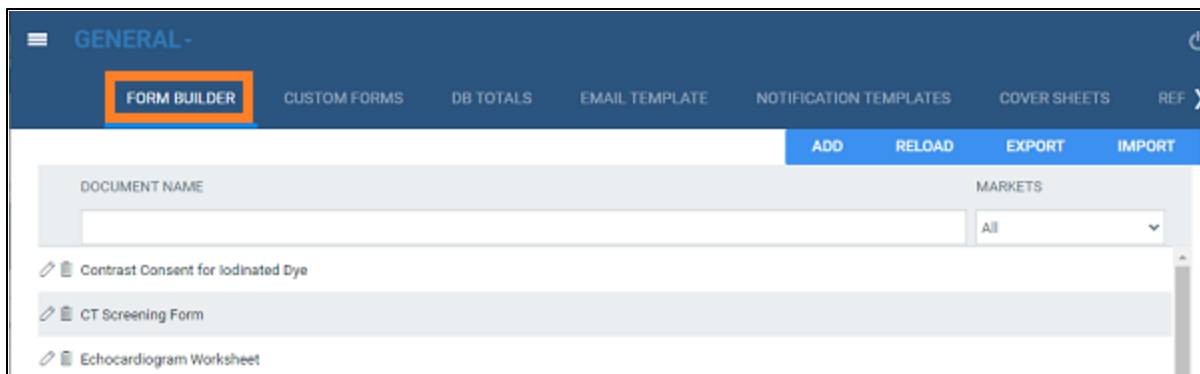 GENERAL-
FORM BUILDER CUSTOM FORMS DB TOTALS EMAIL TEMPLATE NOTIFICATION TEMPLATES COVER SHEETS REF
ADD RELOAD EXPORT IMPORT
DOCUMENT NAME MARKETS
All
Contrast Consent for Iodinated Dye
CT Screening Form
Echocardiogram Worksheet